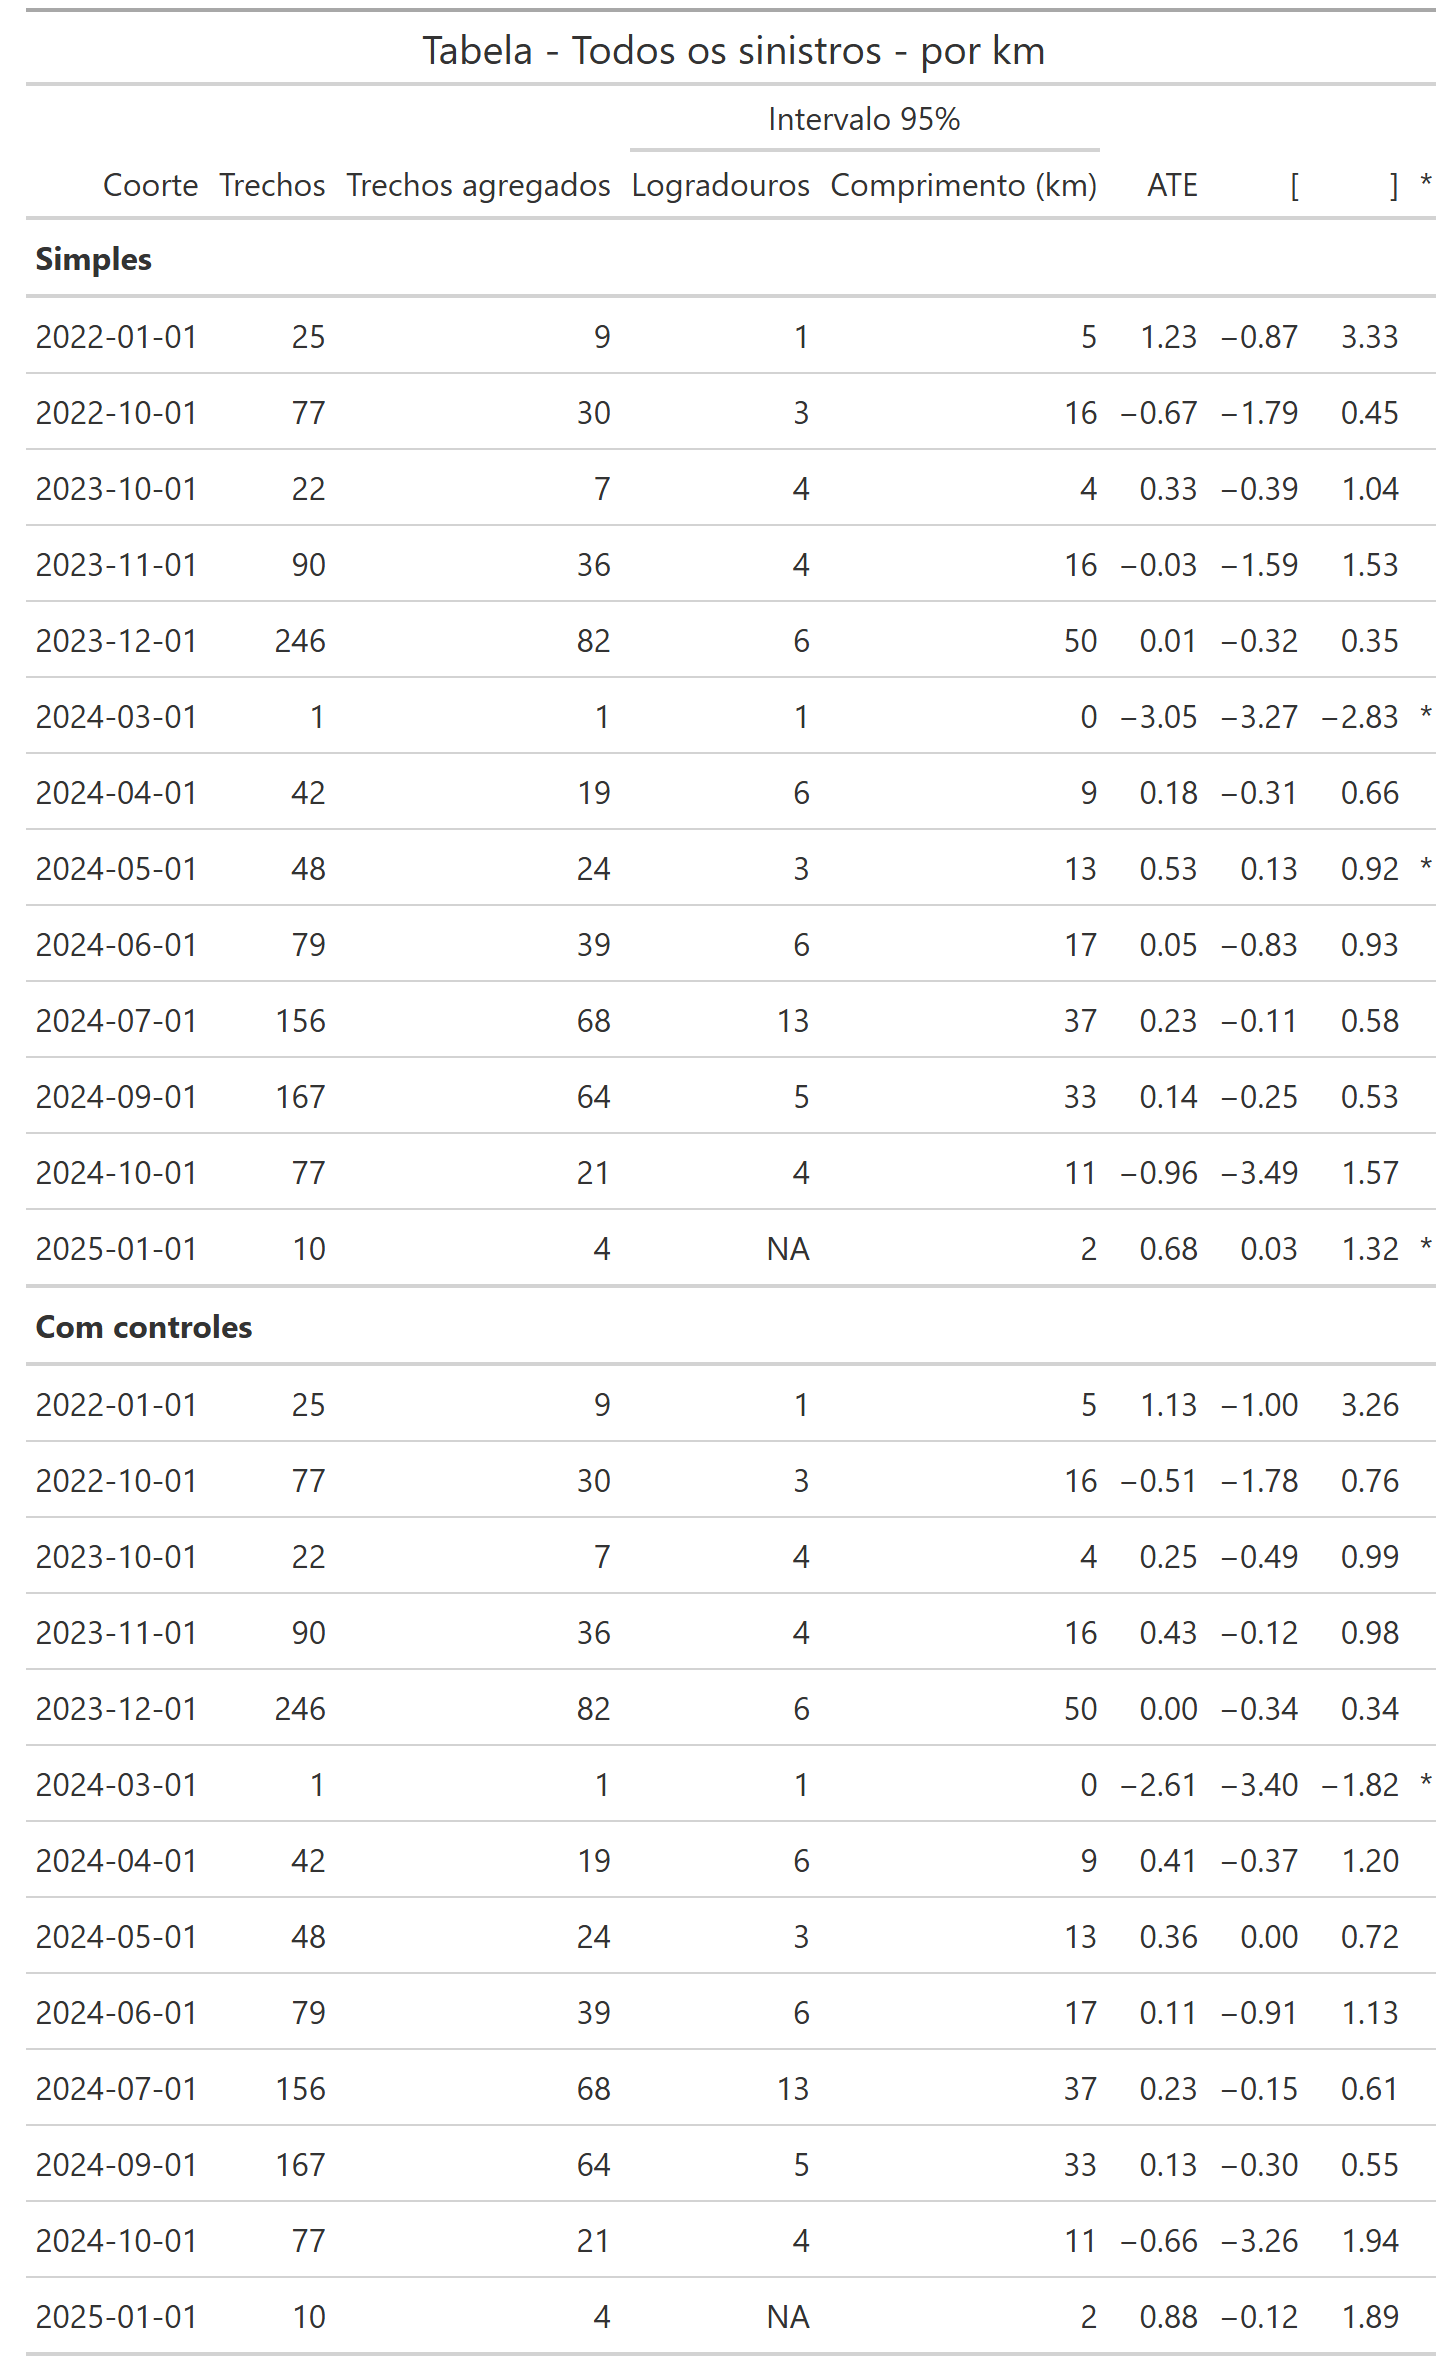 Tabela - Todos os sinistros - por km
Intervalo 95%
Coorte Trechos Trechos agregados Logradouros Comprimento (km) ATE [ ] *
Simples
2022-01-01 25 9 1 5 1.23 −0.87 3.33
2022-10-01 77 30 3 16 −0.67 −1.79 0.45
2023-10-01 22 7 4 4 0.33 −0.39 1.04
2023-11-01 90 36 4 16 −0.03 −1.59 1.53
2023-12-01 246 82 6 50 0.01 −0.32 0.35
2024-03-01 1 1 1 0 −3.05 −3.27 −2.83 *
2024-04-01 42 19 6 9 0.18 −0.31 0.66
2024-05-01 48 24 3 13 0.53 0.13 0.92 *
2024-06-01 79 39 6 17 0.05 −0.83 0.93
2024-07-01 156 68 13 37 0.23 −0.11 0.58
2024-09-01 167 64 5 33 0.14 −0.25 0.53
2024-10-01 77 21 4 11 −0.96 −3.49 1.57
2025-01-01 10 4 NA 2 0.68 0.03 1.32 *
Com controles
2022-01-01 25 9 1 5 1.13 −1.00 3.26
2022-10-01 77 30 3 16 −0.51 −1.78 0.76
2023-10-01 22 7 4 4 0.25 −0.49 0.99
2023-11-01 90 36 4 16 0.43 −0.12 0.98
2023-12-01 246 82 6 50 0.00 −0.34 0.34
2024-03-01 1 1 1 0 −2.61 −3.40 −1.82 *
2024-04-01 42 19 6 9 0.41 −0.37 1.20
2024-05-01 48 24 3 13 0.36 0.00 0.72
2024-06-01 79 39 6 17 0.11 −0.91 1.13
2024-07-01 156 68 13 37 0.23 −0.15 0.61
2024-09-01 167 64 5 33 0.13 −0.30 0.55
2024-10-01 77 21 4 11 −0.66 −3.26 1.94
2025-01-01 10 4 NA 2 0.88 −0.12 1.89